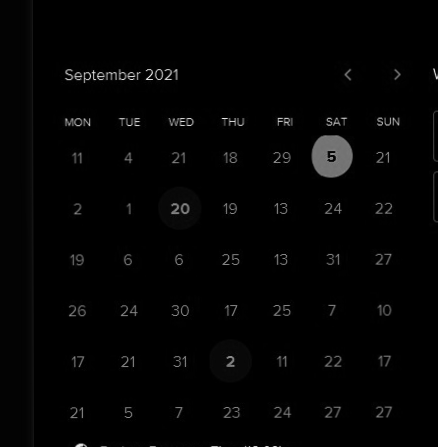 September 2021 < >
MON TUE WED THU FRI SAT SUN
11 4 21 18 29 5 21
2 1 20 19 13 24 22
19 6 6 25 13 31 27
26 24 30 17 25 7 10
17 21 31 2 11 22 17
21 5 7 23 24 27 27